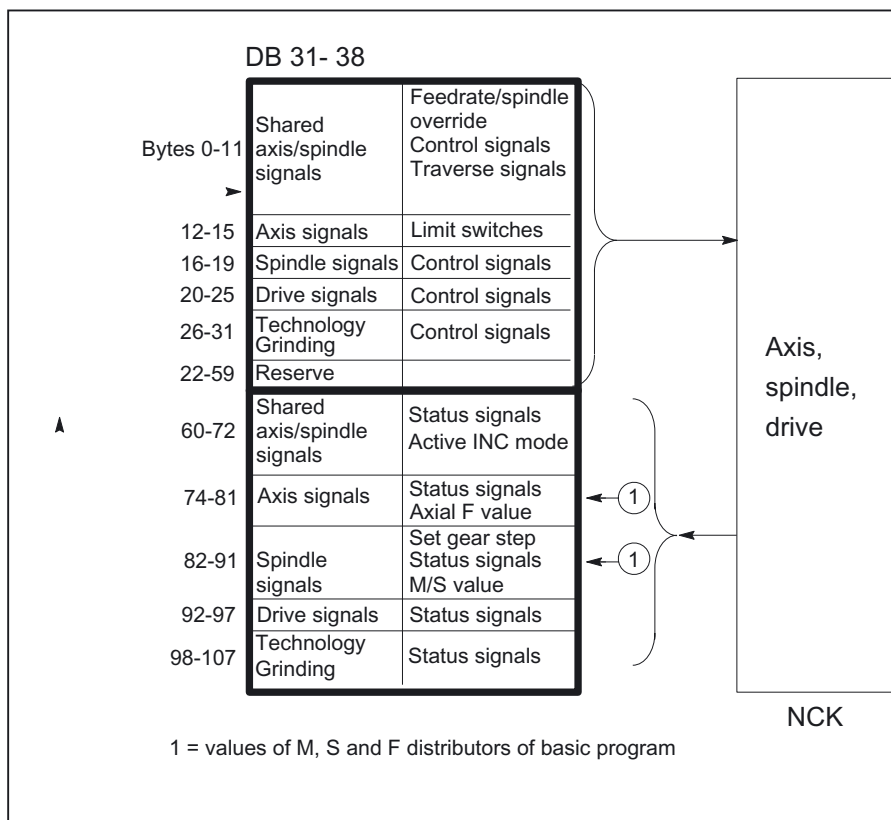 DB 31- 38
Bytes 0-11
Shared
axis/spindle
signals
Feedrate/spindle
override
Control signals
Traverse signals
12-15 Axis signals Limit switches
16-19 Spindle signals Control signals
20-25 Drive signals Control signals
26-31 Technology
Grinding
Control signals
22-59 Reserve
60-72
Shared
axis/spindle
signals
Status signals
Active INC mode
74-81 Axis signals
Status signals
Axial F value
1
82-91
Spindle
signals
Set gear step
Status signals
M/S value
1
92-97 Drive signals Status signals
98-107
Technology
Grinding
Status signals
Axis,
spindle,
drive
NCK
1 = values of M, S and F distributors of basic program